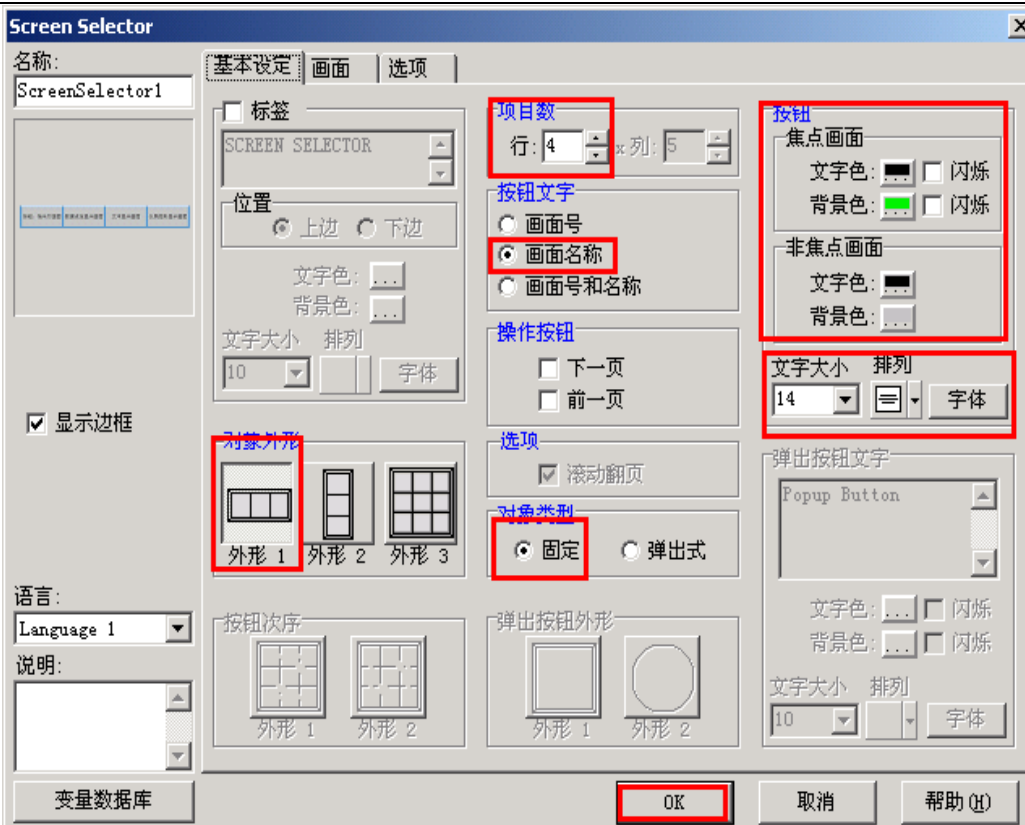 Screen Selector
名称:
ScreenSelector1
显示边框
语言:
Language 1
说明:
变量数据库
基本设定
画面
选项
标签
SCREEN SELECTOR
位置
上边
下边
文字色:
...
背景色:
...
文字大小
排列
10
字体
对象外形
外形 1
外形 2
外形 3
按钮次序
外形 1
外形 2
项目数
行: 4 x 列: 5
按钮文字
画面号
画面名称
画面号和名称
操作按钮
下一页
前一页
选项
滚动翻页
对象类型
固定
弹出式
弹出按钮外形
外形 1
外形 2
按钮
焦点画面
文字色: ... 闪烁
背景色: ... 闪烁
非焦点画面
文字色: ...
背景色: ...
文字大小 排列
14 字体
弹出按钮文字
Popup Button
文字色: ... 闪烁
背景色: ... 闪烁
文字大小 排列
10 字体
OK
取消
帮助(H)